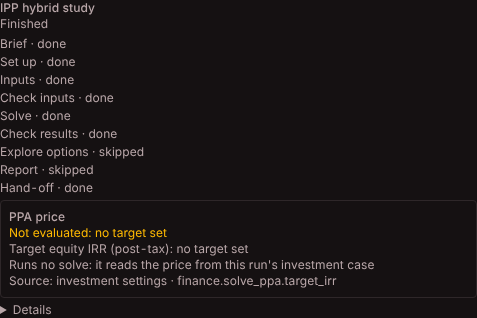 IPP hybrid study
Finished
Brief · done
Set up · done
Inputs · done
Check inputs · done
Solve · done
Check results · done
Explore options · skipped
Report · skipped
Hand-off · done
PPA price
Not evaluated: no target set
Target equity IRR (post-tax): no target set
Runs no solve: it reads the price from this run's investment case
Source: investment settings · finance.solve_ppa.target_irr
▶ Details